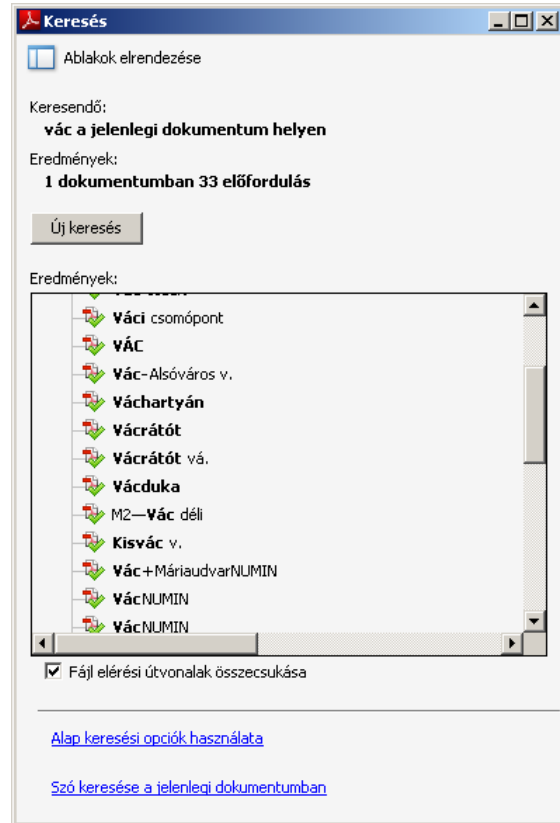 Keresés
Ablakok elrendezése
Keresendő:
vác a jelenlegi dokumentum helyen
Eredmények:
1 dokumentumban 33 előfordulás
Új keresés
Eredmények:
Váci csomópont
VÁC
Vác-Alsóváros v.
Váchartyán
Vácrátót
Vácrátót vá.
Vácduka
M2—Vác déli
Kisvác v.
Vác+MáriaudvarNUMIN
VácNUMIN
VácNUMIN
Fájl elérési útvonalak összecsukása
Alap keresési opciók használata
Szó keresése a jelenlegi dokumentumban